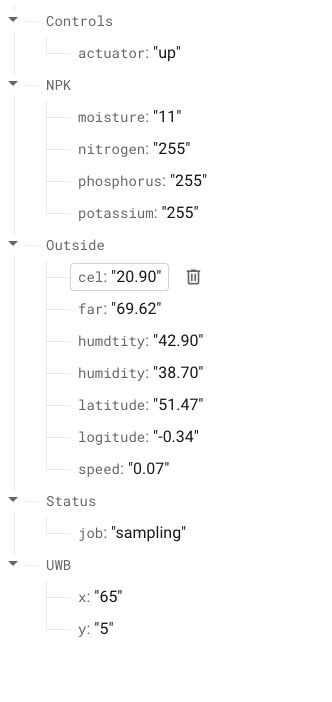 Controls
actuator: "up"
NPK
moisture: "11"
nitrogen: "255"
phosphorus: "255"
potassium: "255"
Outside
cel: "20.90"
far: "69.62"
humdtity: "42.90"
humidity: "38.70"
latitude: "51.47"
logitude: "-0.34"
speed: "0.07"
Status
job: "sampling"
UWB
x: "65"
y: "5"